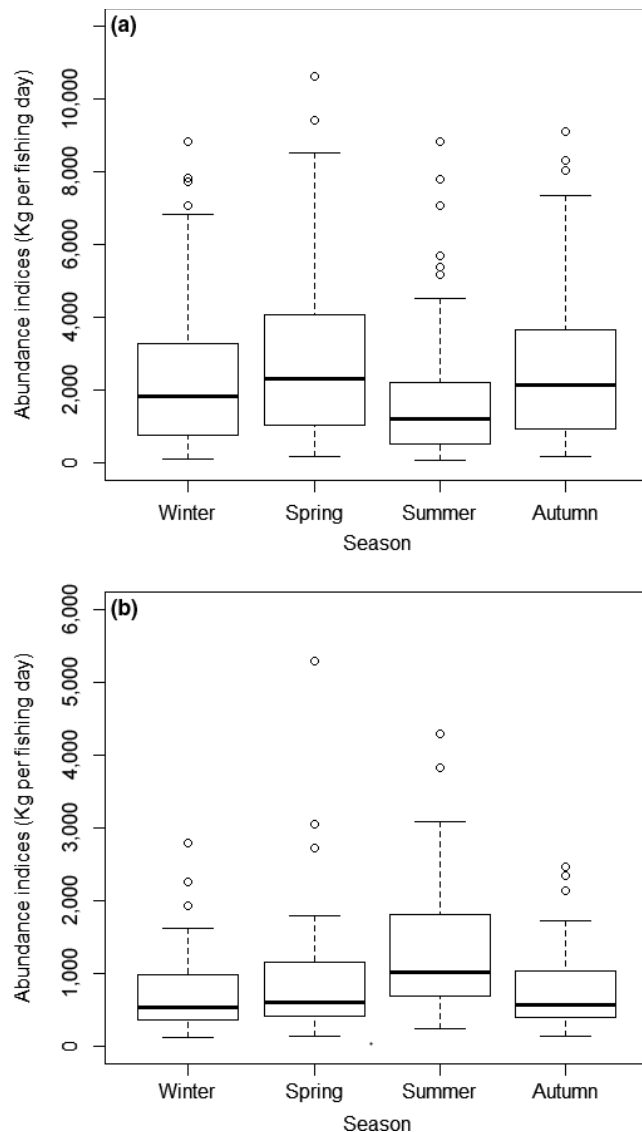 (a)
Abundance indices (Kg per fishing day)
10,000
8,000
6,000
4,000
2,000
0
Winter Spring Summer Autumn
Season
(b)
Abundance indices (Kg per fishing day)
6,000
5,000
4,000
3,000
2,000
1,000
0
Winter Spring Summer Autumn
Season